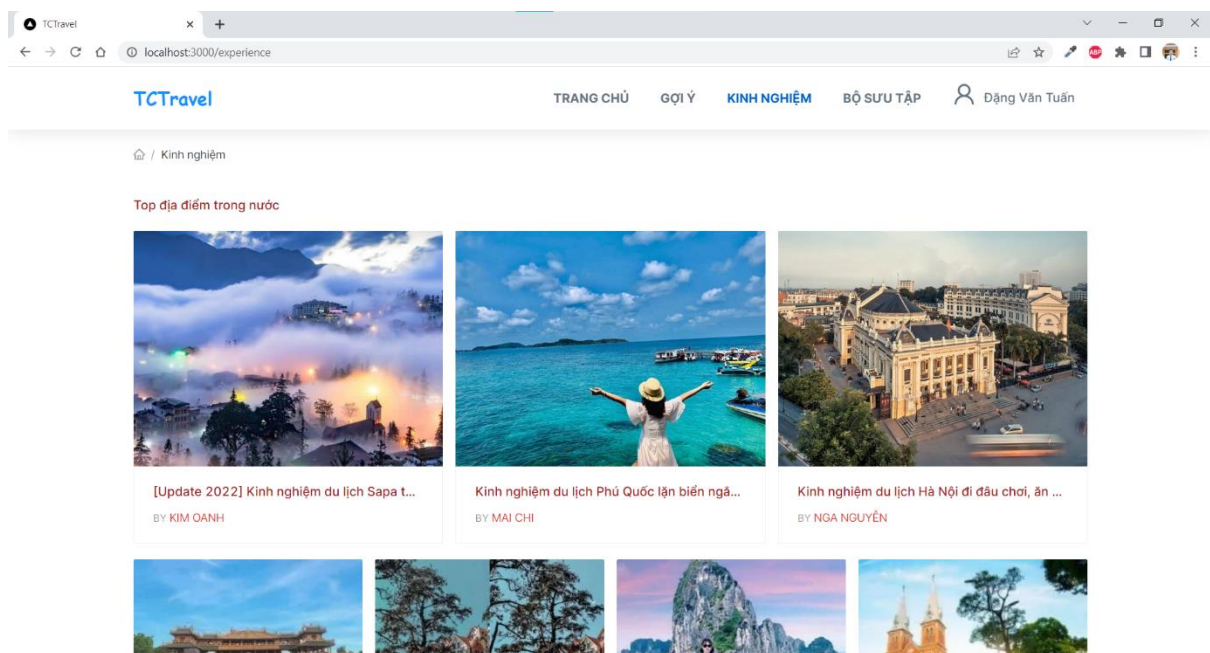 TCTravel
localhost:3000/experience
ABP
TCTravel
TRANG CHỦ GỢI Ý KINH NGHIỆM BỘ SƯU TẬP Đặng Văn Tuấn
/ Kinh nghiệm
Top địa điểm trong nước
[Update 2022] Kinh nghiệm du lịch Sapa t...
BY KIM OANH
Kinh nghiệm du lịch Phú Quốc lặn biển ngắ...
BY MAI CHI
Kinh nghiệm du lịch Hà Nội đi đâu chơi, ăn ...
BY NGA NGUYỄN